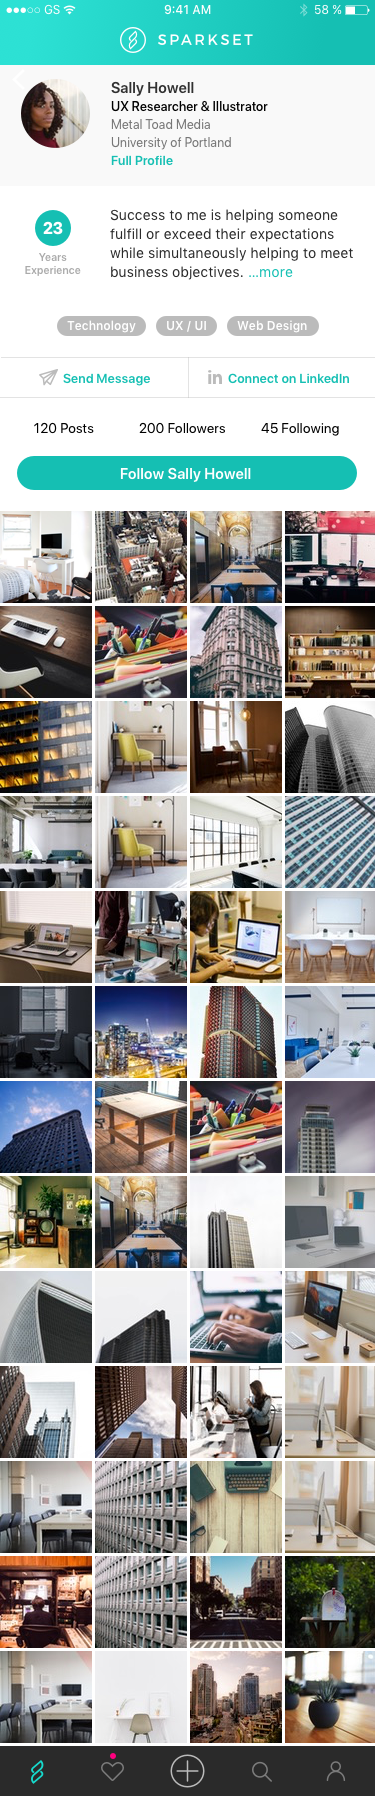 GS 9:41 AM 58 %
SPARKSET
Sally Howell
UX Researcher & Illustrator
Metal Toad Media
University of Portland
Full Profile
23
Years
Experience
Success to me is helping someone
fulfill or exceed their expectations
while simultaneously helping to meet
business objectives. ...more
Technology UX / UI Web Design
Send Message in Connect on LinkedIn
120 Posts 200 Followers 45 Following
Follow Sally Howell